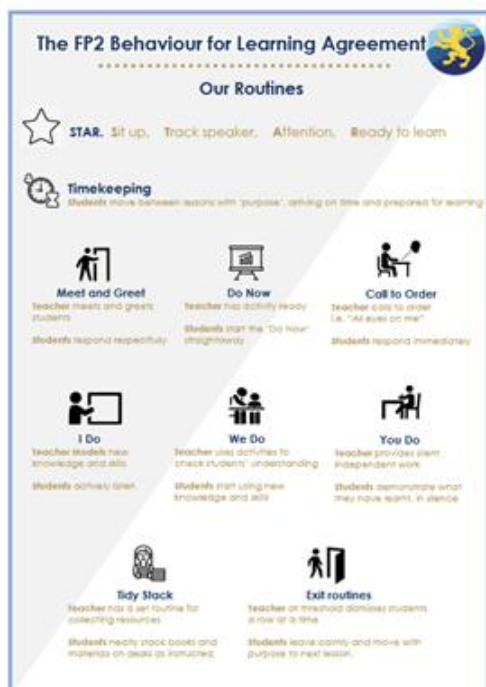 The FP2 Behaviour for Learning Agreement
Our Routines
STAR. Sit up, Track speaker, Attention, Ready to learn
Timekeeping
Students move between lessons with 'purpose', arriving on time and prepared for learning
Meet and Greet
Teacher meets and greets
students
Students respond respectfully
Do Now
Teacher has activity ready
Students start the 'Do Now'
straightaway
Call to Order
Teacher calls to order
i.e. "All eyes on me"
Students respond immediately
I Do
Teacher models new
knowledge and skills
Students actively listen
We Do
Teacher uses activities to
check students' understanding
Students start using new
knowledge and skills
You Do
Teacher provides silent
independent work
Students demonstrate what
they have learnt, in silence
Tidy Stack
Teacher has a set routine for
collecting resources
Students neatly stack books and
materials on desks as instructed.
Exit routines
Teacher at threshold dismisses students
a row at a time
Students leave calmly and move with
purpose to next lesson.